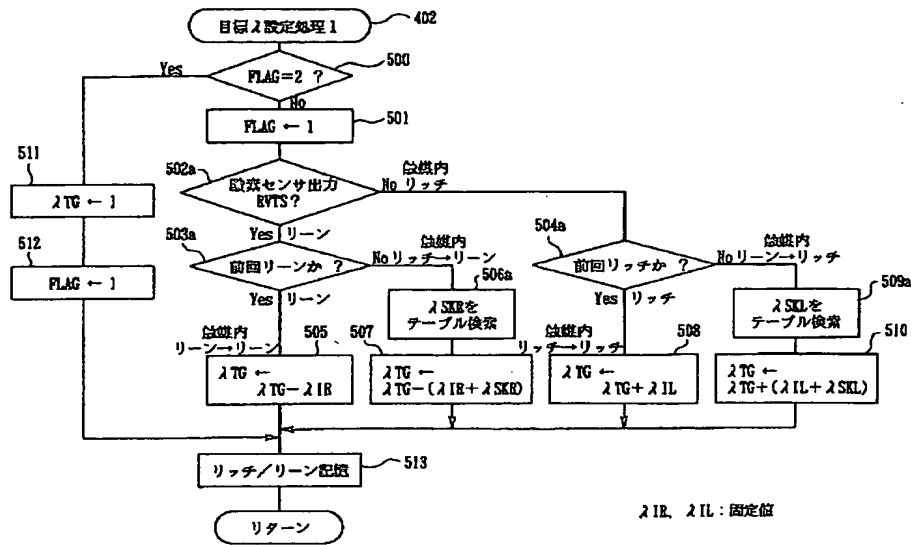 目標λ設定処理1
402
500
Yes
FLAG=2 ?
No
501
FLAG ← 1
511
502a
触媒内
No リッチ
λTG ← 1
センサ出力
Yes リーン
503a
触媒内
No リッチ→リーン
504a
触媒内
No リーン→リッチ
512
前回リーンか ?
506a
前回リッチか ?
509a
FLAG ← 1
Yes リーン
λSKRを
テーブル検索
Yes リッチ
λSKLを
テーブル検索
触媒内
リーン→リーン
505
507
触媒内
リッチ→リッチ
508
510
λTG ←
λTG−λIR
λTG ←
λTG−(λIR+λSKR)
λTG ←
λTG+λIL
λTG ←
λTG+(λIL+λSKL)
リッチ/リーン記憶
513
リターン
λIR、λIL:固定値